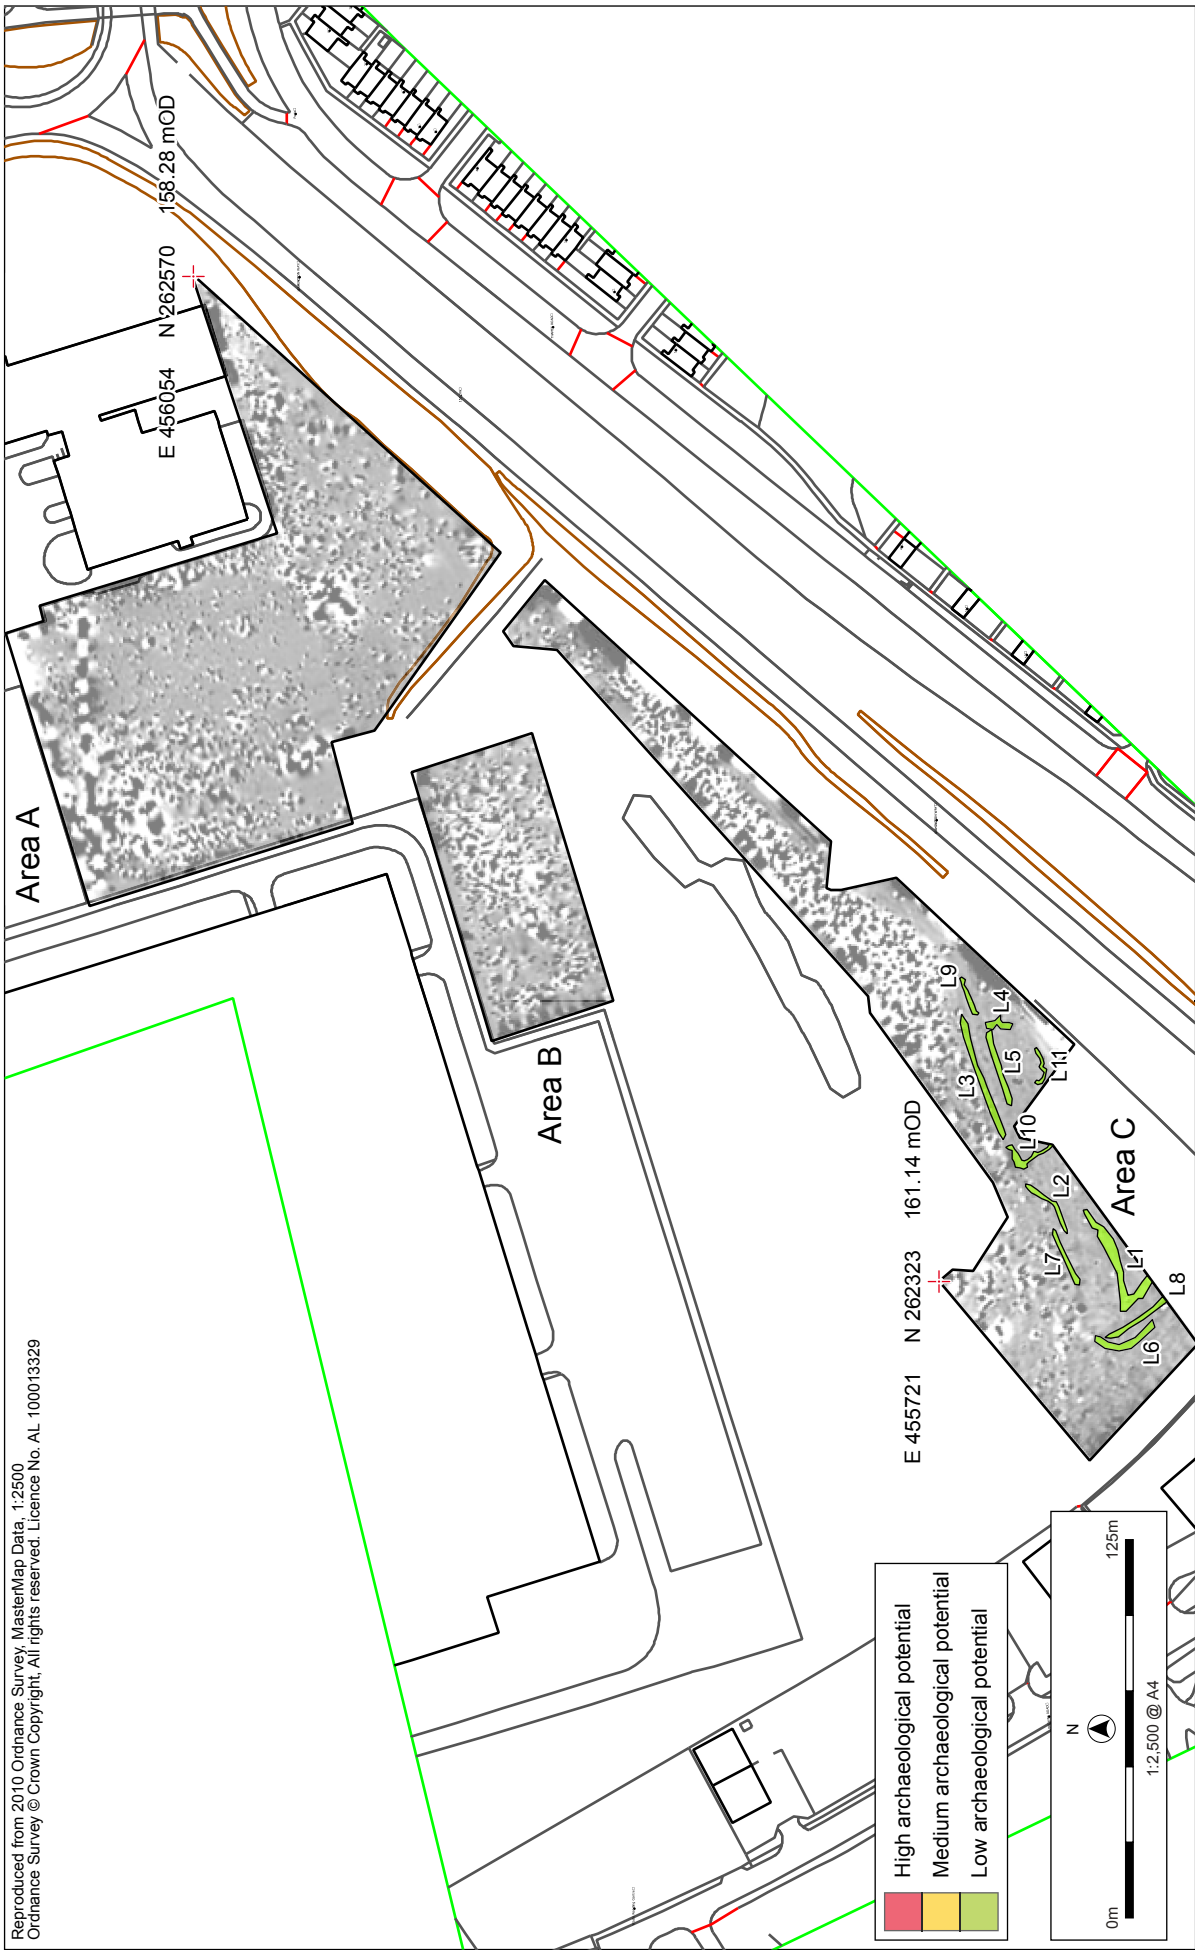 Reproduced from 2010 Ordnance Survey, MasterMap Data, 1:2500
Ordnance Survey © Crown Copyright, All rights reserved. Licence No. AL 100013329
Area A
E 456054 N 262570 158.28 mOD
Area B
E 455721 N 262323 161.14 mOD
L9
L3
L4
L5
L11
L10
L2
L7
L1
L8
L6
Area C
High archaeological potential
Medium archaeological potential
Low archaeological potential
N
0m 125m
1:2,500 @ A4